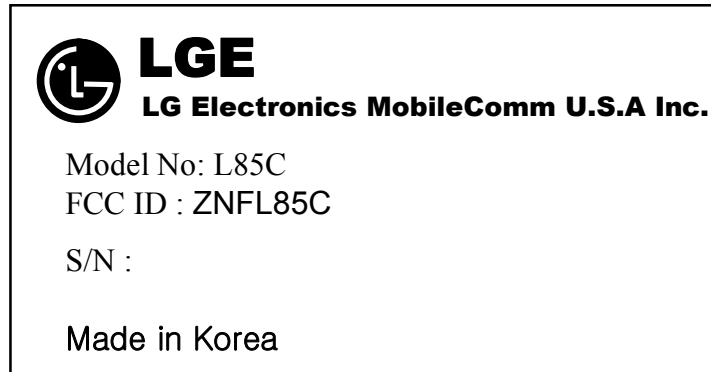 LGE
LG Electronics MobileComm U.S.A Inc.
Model No: L85C
FCC ID : ZNFL85C
S/N :
Made in Korea